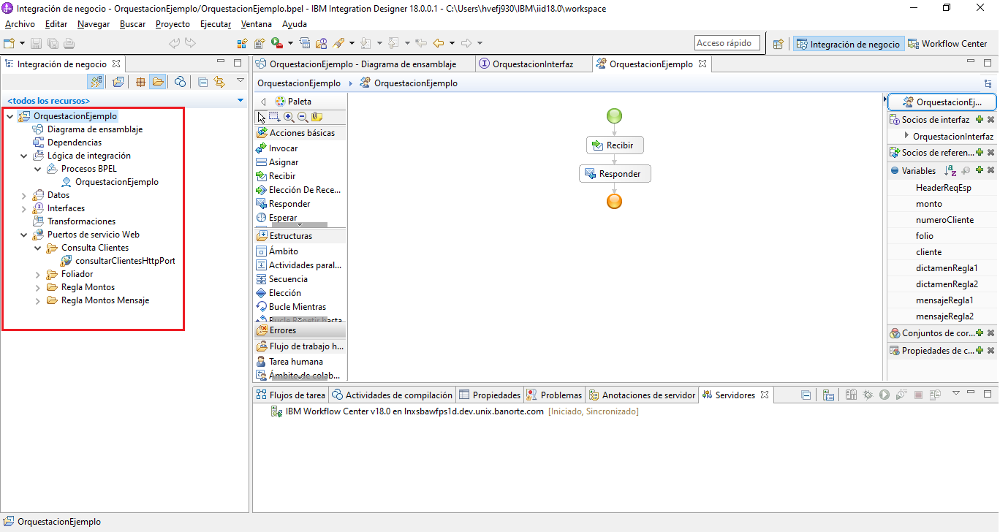 Integración de negocio - OrquestacionEjemplo/OrquestacionEjemplo.bpel - IBM Integration Designer 18.0.0.1 - C:\Users\hvefj930\IBM\iid18.0\workspace
Archivo Editar Navegar Buscar Proyecto Ejecutar Ventana Ayuda
Acceso rápido
Integración de negocio
Workflow Center
Integración de negocio
<todos los recursos>
OrquestacionEjemplo
Diagrama de ensamblaje
Dependencias
Lógica de integración
Procesos BPEL
OrquestacionEjemplo
Datos
Interfaces
Transformaciones
Puertos de servicio Web
Consulta Clientes
consultarClientesHttpPort
Foliador
Regla Montos
Regla Montos Mensaje
OrquestacionEjemplo - Diagrama de ensamblaje
OrquestacionInterfaz
OrquestacionEjemplo
OrquestacionEjemplo
OrquestacionEjemplo
Paleta
Acciones básicas
Invocar
Asignar
Recibir
Elección De Rece...
Responder
Esperar
Estructuras
Ámbito
Actividades paral...
Secuencia
Elección
Bucle Mientras
Bucle Repetir hasta
Errores
Flujo de trabajo h...
Tarea humana
Ámbito de colab...
Recibir
Responder
OrquestacionEj...
Socios de interfaz
OrquestacionInterfaz
Socios de referen...
Variables
HeaderReqEsp
monto
numeroCliente
folio
cliente
dictamenRegla1
dictamenRegla2
mensajeRegla1
mensajeRegla2
Conjuntos de cor...
Propiedades de c...
Flujos de tarea
Actividades de compilación
Propiedades
Problemas
Anotaciones de servidor
Servidores
IBM Workflow Center v18.0 en lnxsbawfps1d.dev.unix.banorte.com [Iniciado, Sincronizado]
OrquestacionEjemplo